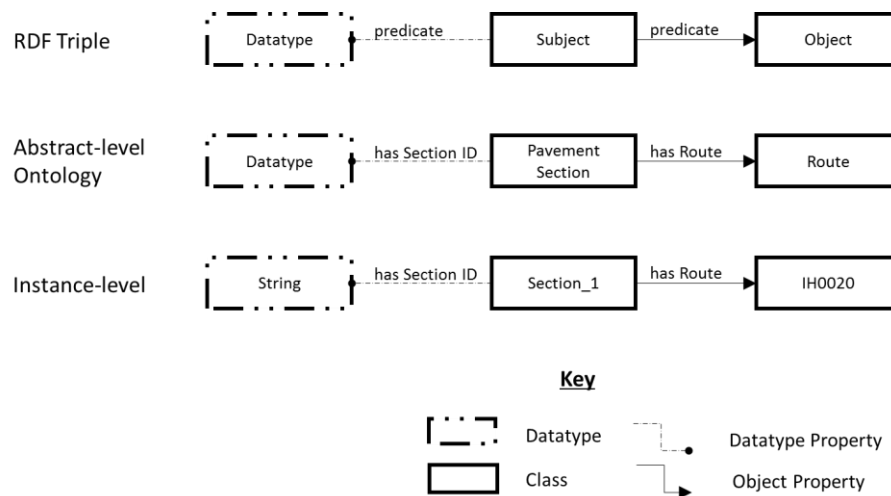 RDF Triple
Datatype
predicate
Subject
predicate
Object
Abstract-level
Ontology
Datatype
has Section ID
Pavement
Section
has Route
Route
Instance-level
String
has Section ID
Section_1
has Route
IH0020
Key
Datatype
Datatype Property
Class
Object Property